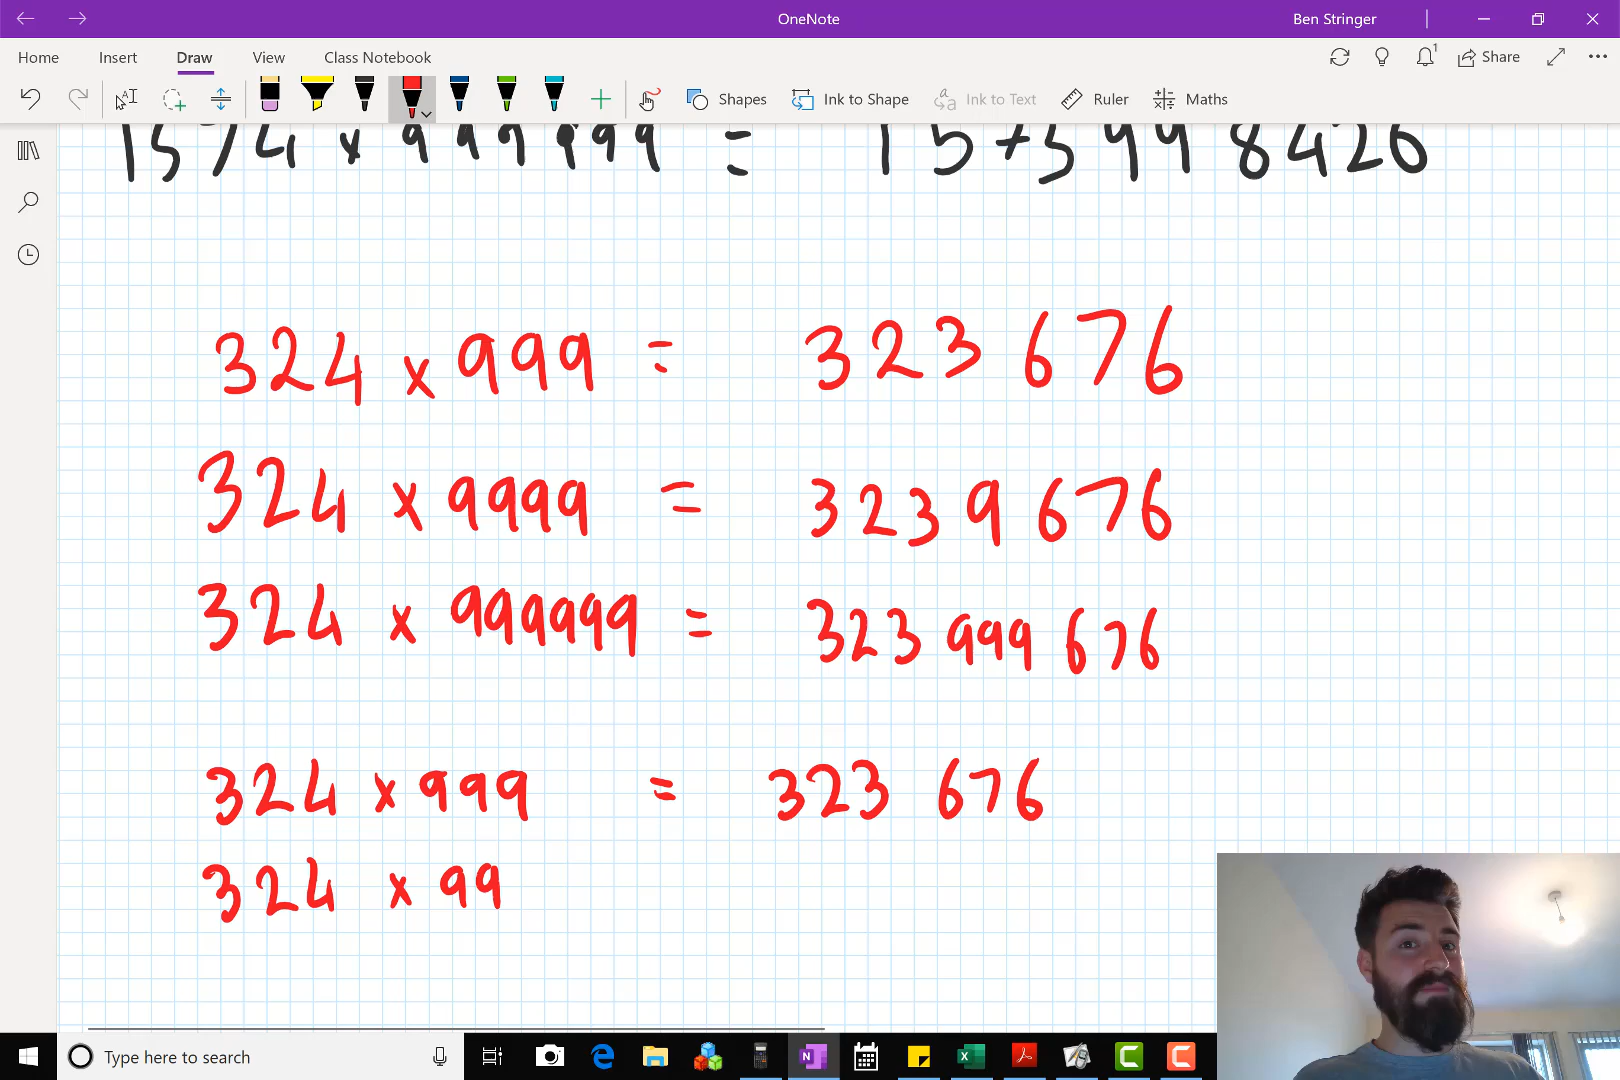 OneNote
Ben Stringer
Home Insert Draw View Class Notebook
1 Share
Shapes Ink to Shape Ink to Text Ruler Maths
324 x 999 = 323 676
324 x 9999 = 3239 676
324 x 999999 = 323 999 676
324 x 999 = 323 676
324 x 99
Type here to search